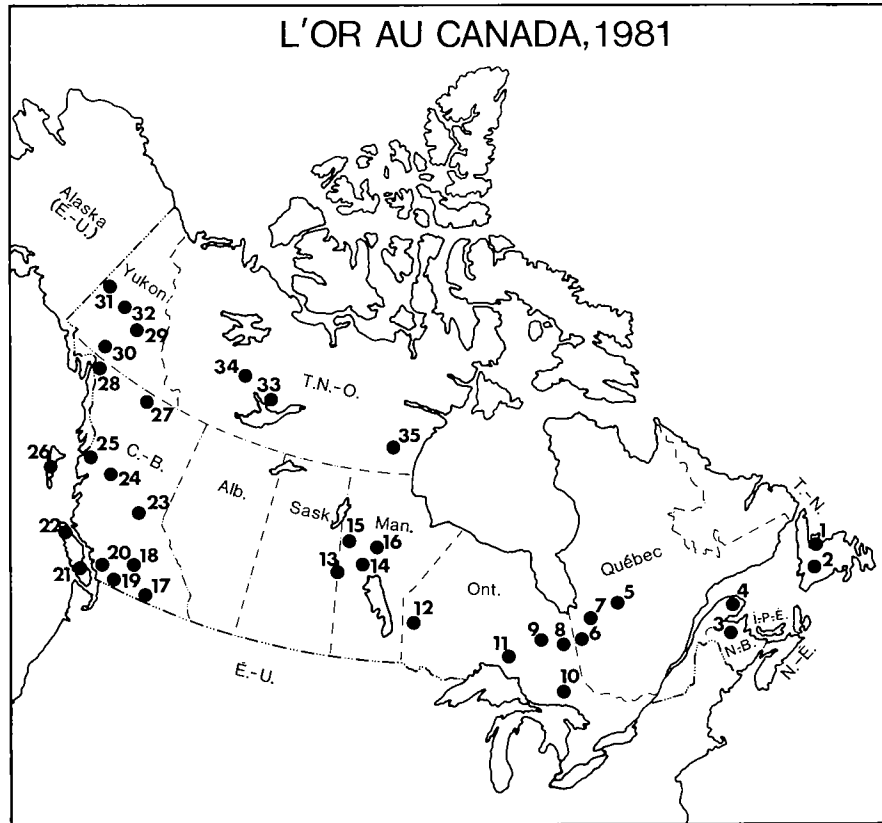 L'OR AU CANADA, 1981
Alaska
(É.-U.)
Yukon
31
32
29
30
28
34
33
T.N.-O.
27
35
26
25
C.-B.
24
Alb.
Sask.
23
22
15
Man.
16
T.-N.
1
20
18
13
14
Québec
2
21
19
17
Ont.
5
12
7
4
Î.-P.-É.
9
8
6
3
N.-B.
11
N.-É.
É.-U.
10